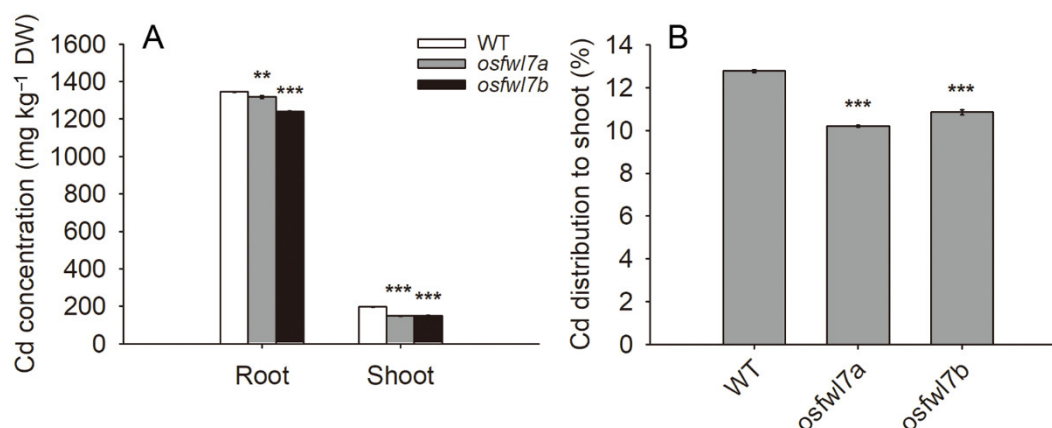 A
B
Cd concentration (mg kg⁻¹ DW)
1600
1400
1200
1000
800
600
400
200
0
WT
osfwl7a
osfwl7b
**
***
***
***
Root
Shoot
Cd distribution to shoot (%)
14
12
10
8
6
4
2
0
***
***
WT
osfwl7a
osfwl7b